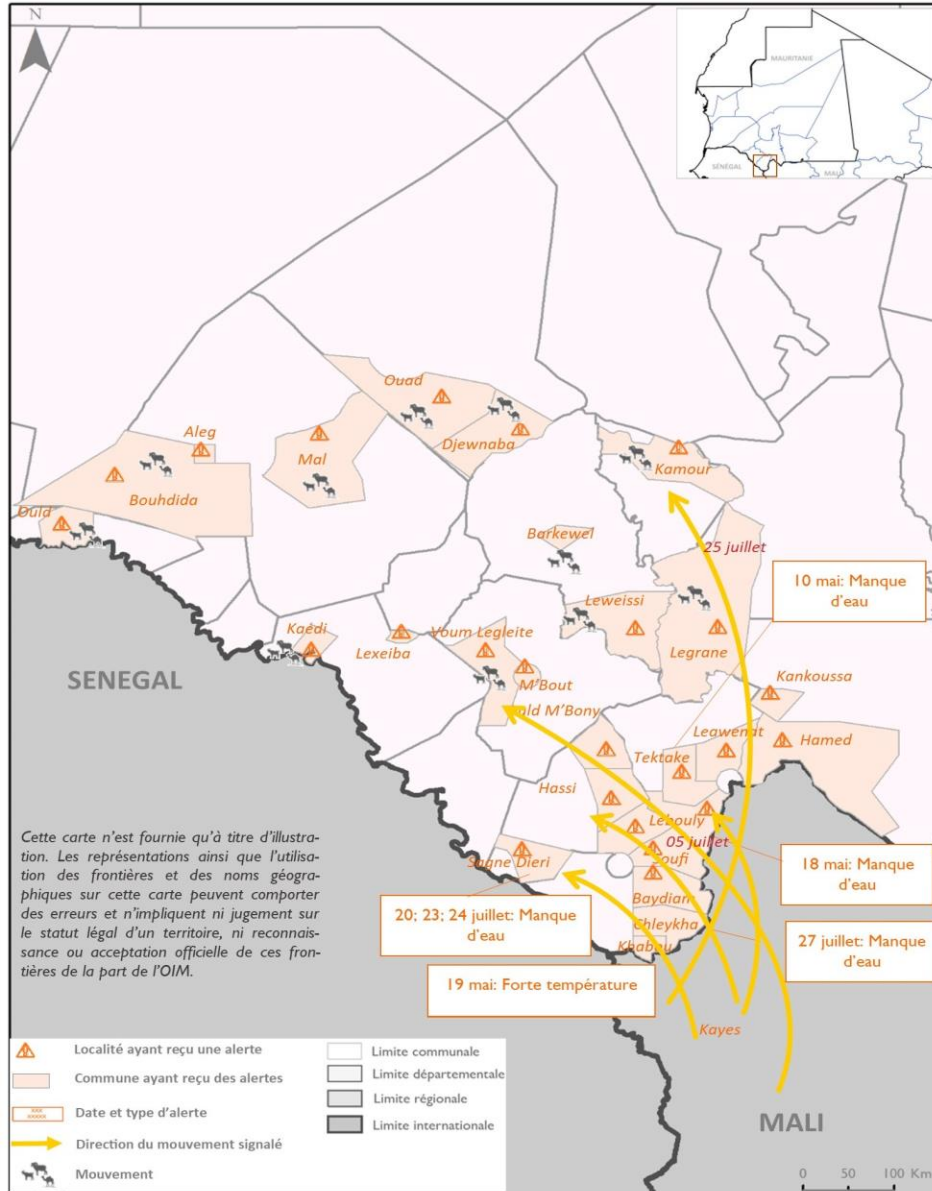 N
MAURITANIE
SENEGAL
MALI
Ouad
Djewnaba
Aleg
Mal
Bouhdida
Kamour
Barkewel
25 juillet
10 mai: Manque
d'eau
Leweissi
Legrane
Kaédi
Lexeiba
Voum Legleite
M'Bout
ald M'Bony
SENEGAL
Kankoussa
Leawenat
Hamed
Tektake
Hassi
Lebouly
05 juillet
Soufi
Sagne Dieri
Baydiam
Chleykha
Khabou
18 mai: Manque
d'eau
20; 23; 24 juillet: Manque
d'eau
27 juillet: Manque
d'eau
19 mai: Forte température
Kayes
MALI
Cette carte n'est fournie qu'à titre d'illustra-
tion. Les représentations ainsi que l'utilisa-
tion des frontières et des noms géogra-
phiques sur cette carte peuvent comporter
des erreurs et n'impliquent ni jugement sur
le statut légal d'un territoire, ni reconnais-
sance ou acceptation officielle de ces fron-
tières de la part de l'OIM.
Localité ayant reçu une alerte
Commune ayant reçu des alertes
Date et type d'alerte
Direction du mouvement signalé
Mouvement
Limite communale
Limite départementale
Limite régionale
Limite internationale
0 50 100 Km